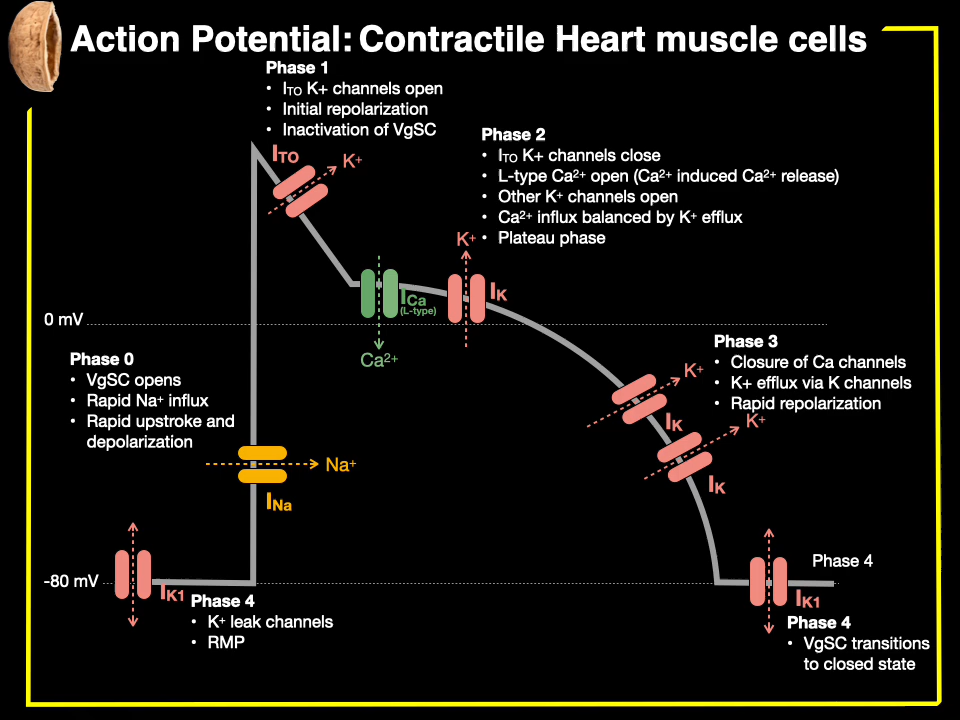 Action Potential: Contractile Heart muscle cells
Phase 1
• ITO K+ channels open
• Initial repolarization
• Inactivation of VgSC
ITO
K+
Phase 2
• ITO K+ channels close
• L-type Ca2+ open (Ca2+ induced Ca2+ release)
• Other K+ channels open
• Ca2+ influx balanced by K+ efflux
• Plateau phase
K+
IK
ICa
(L-type)
Ca2+
0 mV
Phase 0
• VgSC opens
• Rapid Na+ influx
• Rapid upstroke and
depolarization
Na+
INa
Phase 3
• Closure of Ca channels
• K+ efflux via K channels
• Rapid repolarization
K+
IK
K+
IK
-80 mV
IK1
Phase 4
• K+ leak channels
• RMP
Phase 4
IK1
Phase 4
• VgSC transitions
to closed state